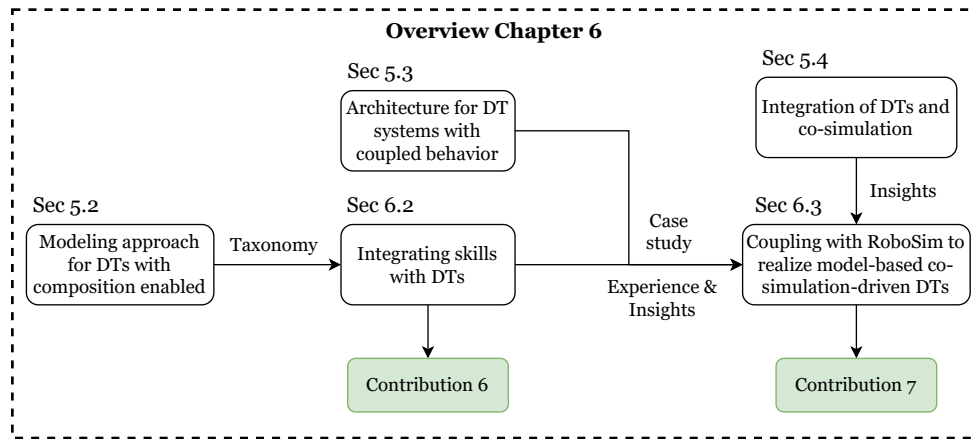 Overview Chapter 6
Sec 5.3
Architecture for DT
systems with
coupled behavior
Sec 5.4
Integration of DTs and
co-simulation
Insights
Sec 5.2
Modeling approach
for DTs with
composition enabled
Taxonomy
Sec 6.2
Integrating skills
with DTs
Case
study
Experience &
Insights
Sec 6.3
Coupling with RoboSim to
realize model-based co-
simulation-driven DTs
Contribution 6
Contribution 7